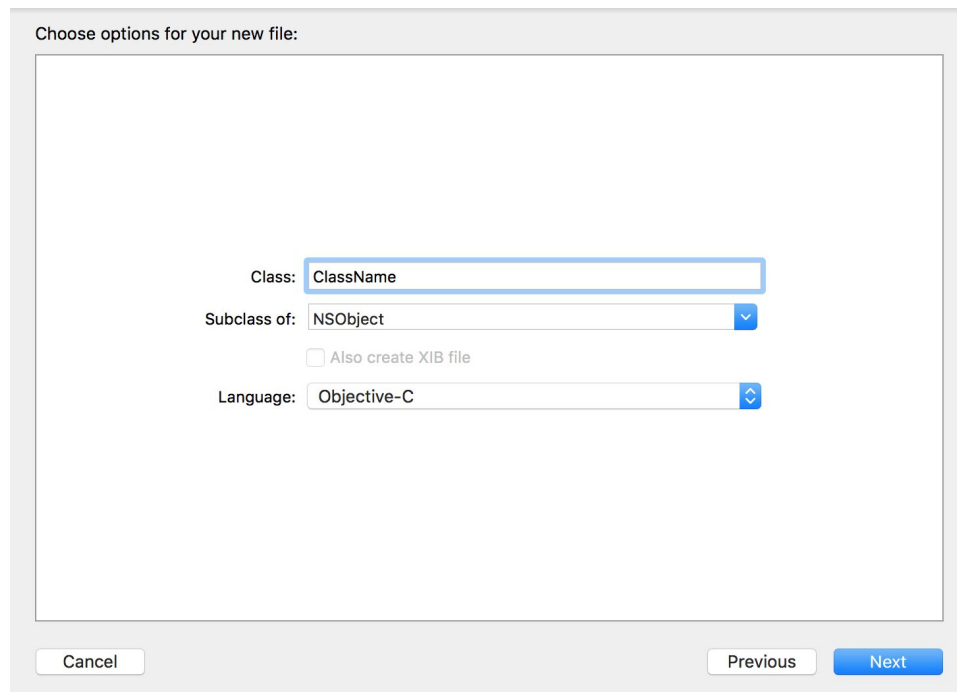 Choose options for your new file:
Class: ClassName
Subclass of: NSObject
Also create XIB file
Language: Objective-C
Cancel Previous Next